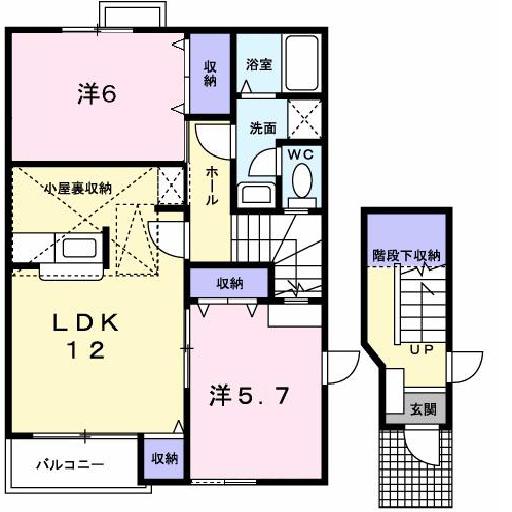 洋6
収納
浴室
洗面
WC
ホール
小屋裏収納
収納
LDK
12
洋5.7
収納
バルコニー
階段下収納
UP
玄関